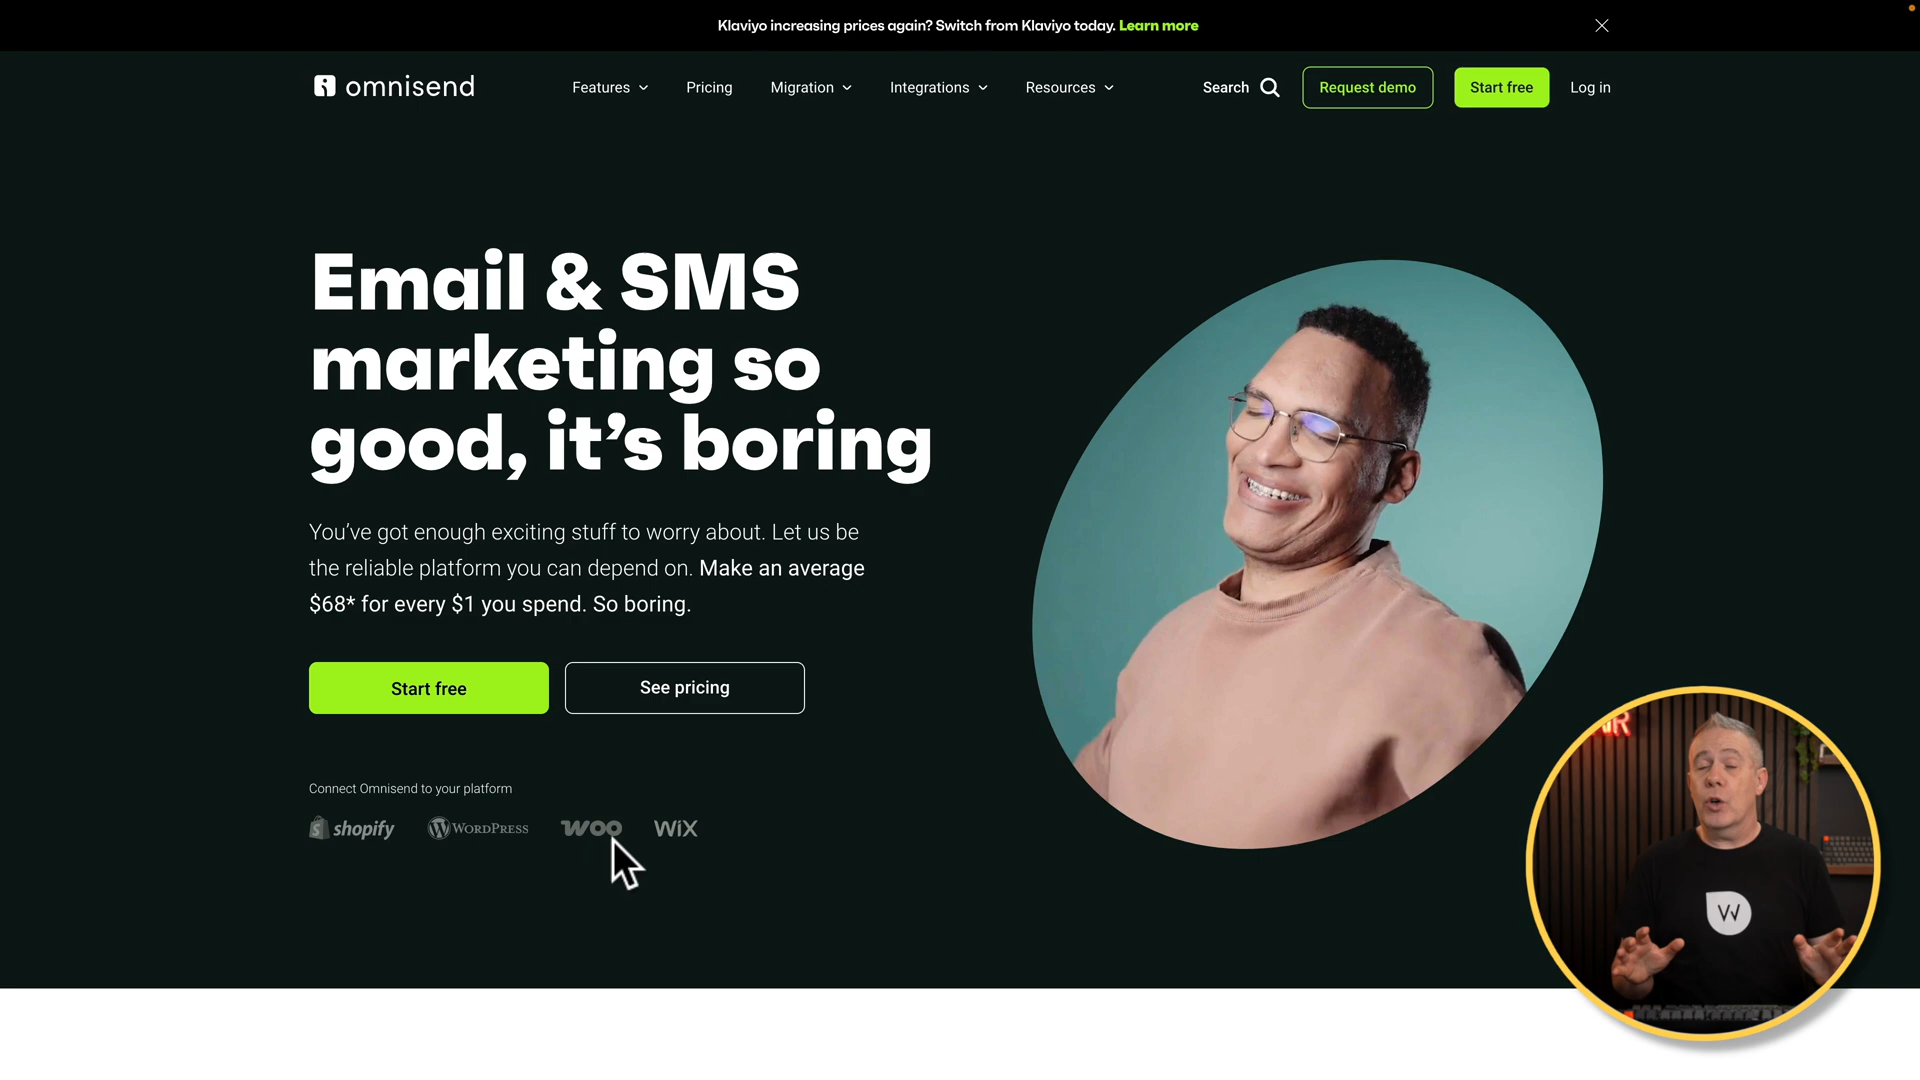 Klaviyo increasing prices again? Switch from Klaviyo today. Learn more
omnisend
Features
Pricing
Migration
Integrations
Resources
Search
Request demo
Start free
Log in
Email & SMS
marketing so
good, it’s boring
You’ve got enough exciting stuff to worry about. Let us be
the reliable platform you can depend on. Make an average
$68* for every $1 you spend. So boring.
Start free
See pricing
Connect Omnisend to your platform
shopify
WORDPRESS
WOO
WiX
W